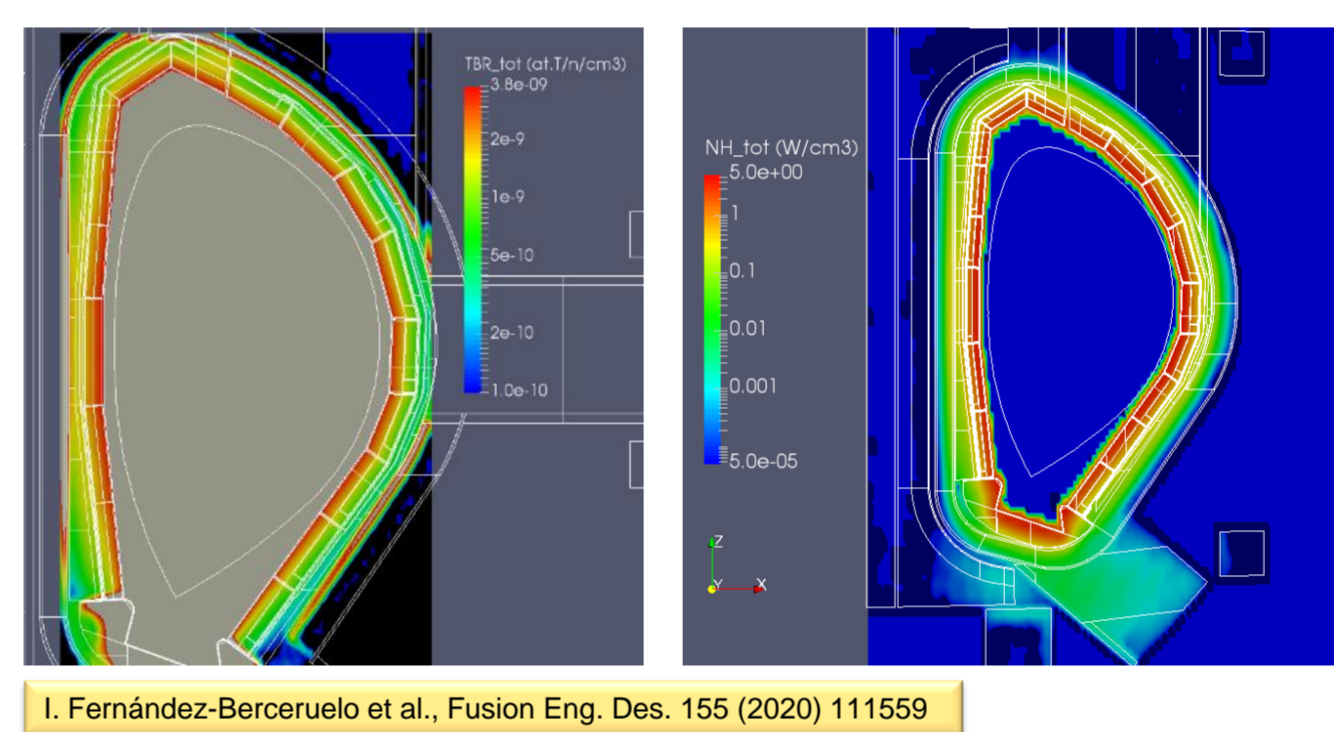 TBR_tot (at.T/n/cm3)
3.8e-09
2e-9
1e-9
5e-10
2e-10
1.0e-10
NH_tot (W/cm3)
5.0e+00
1
0.1
0.01
0.001
5.0e-05
Z
Y
X
I. Fernández-Berceruelo et al., Fusion Eng. Des. 155 (2020) 111559